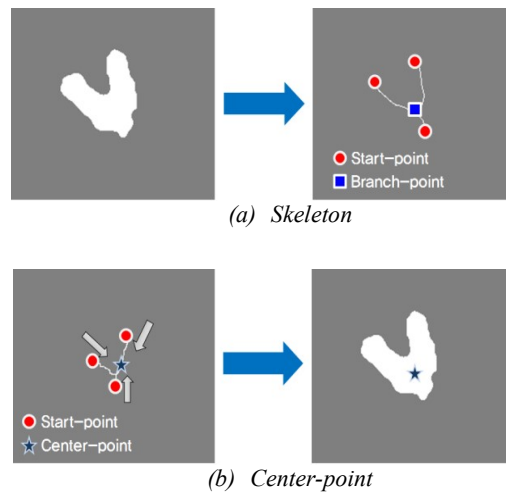 Start-point
Branch-point
(a) Skeleton
Start-point
Center-point
(b) Center-point